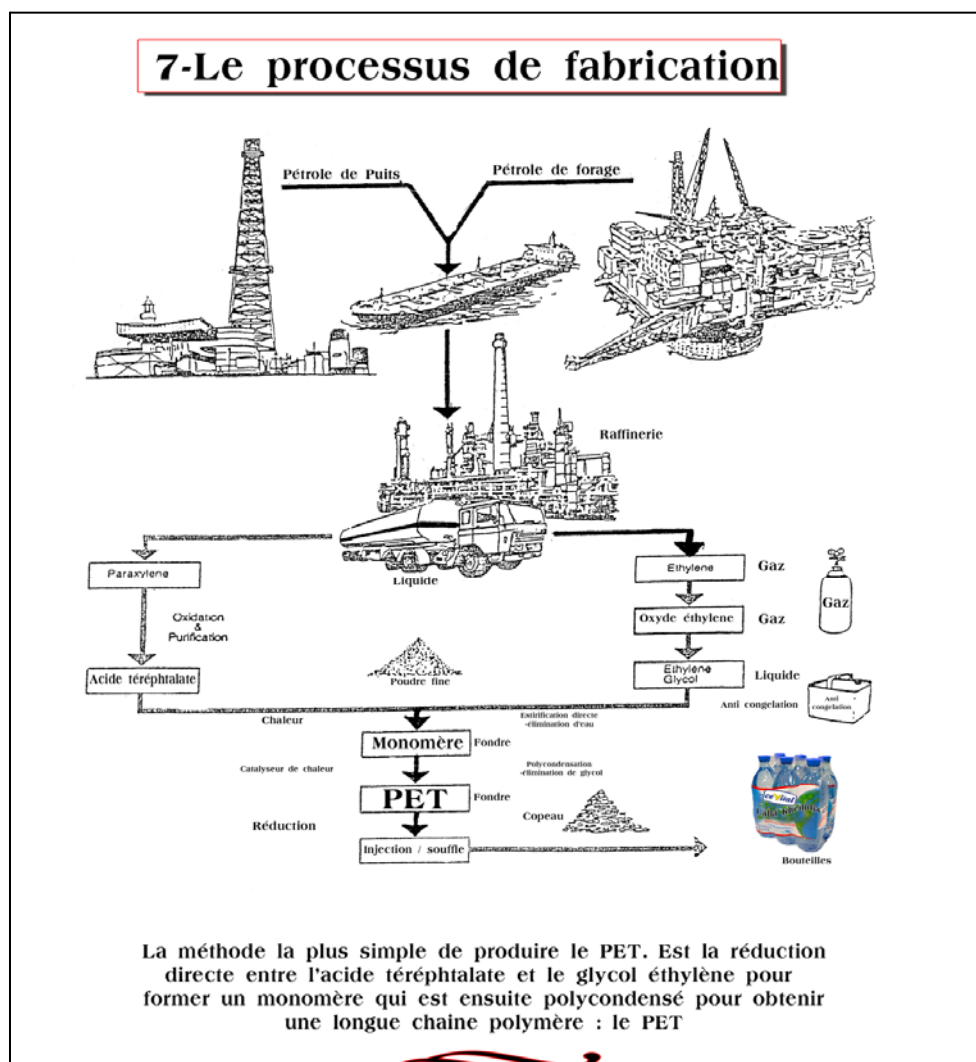 7-Le processus de fabrication
Pétrole de Puits
Pétrole de forage
Raffinerie
Liquide
Paraxylene
Oxidation
&
Purification
Acide téréphtalate
Ethylene
Gaz
Gaz
Oxyde éthylene
Gaz
Ethylene
Glycol
Liquide
Anti congelation
Anti
congelation
Poudre fine
Chaleur
Estirification directe
-élimination d'eau
Monomère
Fondre
Catalyseur de chaleur
Polycondensation
-élimination de glycol
PET
Fondre
Réduction
Copeau
Injection / souffle
Bouteilles
La méthode la plus simple de produire le PET. Est la réduction
directe entre l'acide téréphtalate et le glycol éthylène pour
former un monomère qui est ensuite polycondensé pour obtenir
une longue chaine polymère : le PET